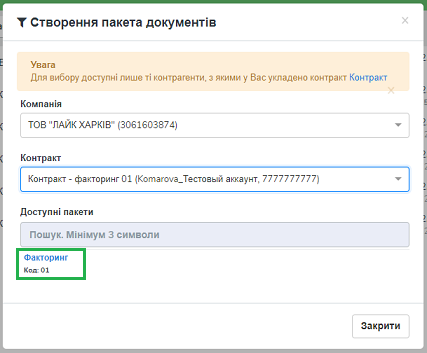 Створення пакета документів
×
Увага
Для вибору доступні лише ті контрагенти, з якими у Вас укладено контракт Контракт
×
Компанія
ТОВ "ЛАЙК ХАРКІВ" (3061603874)
Контракт
Контракт - факторинг 01 (Komarova_Тестовый аккаунт, 7777777777)
Доступні пакети
Пошук. Мінімум 3 символи
Факторинг
Код: 01
Закрити